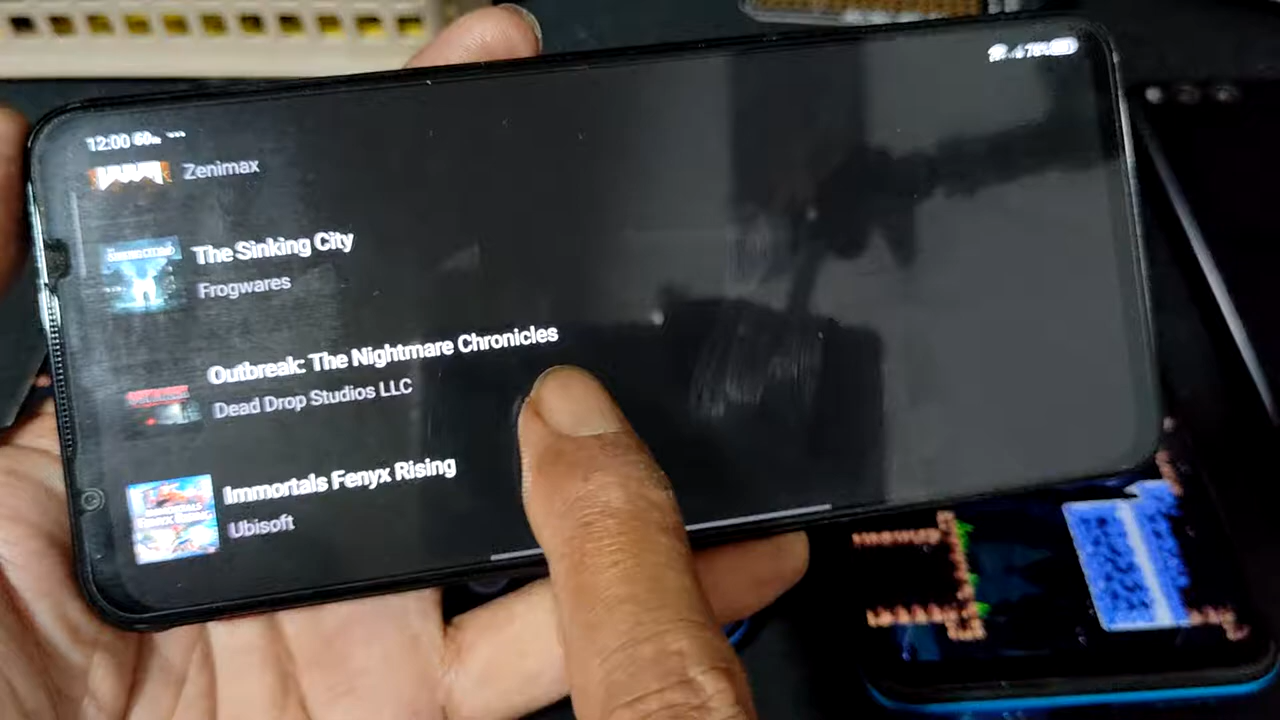 12:00
Zenimax
The Sinking City
Frogwares
Outbreak: The Nightmare Chronicles
Dead Drop Studios LLC
Immortals Fenyx Rising
Ubisoft